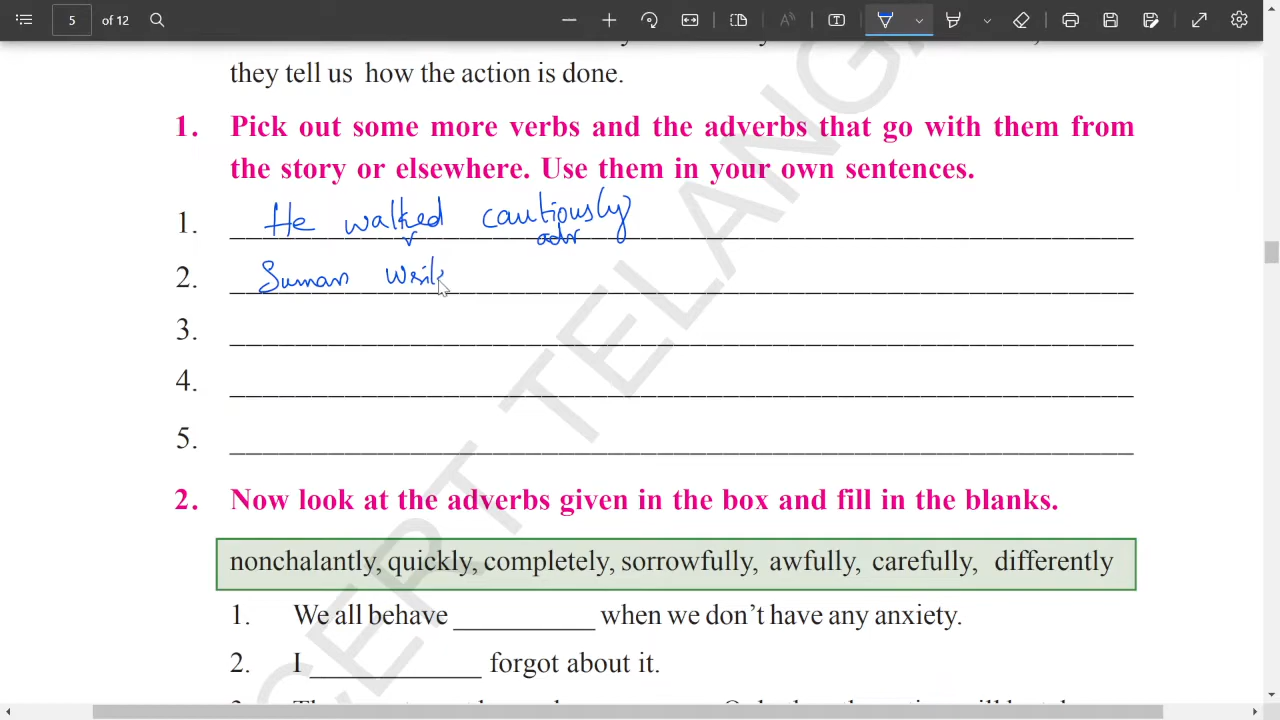 5 of 12
they tell us how the action is done.
1. Pick out some more verbs and the adverbs that go with them from
the story or elsewhere. Use them in your own sentences.
1. He walked cautiously
v adv
2. Suman
3.
4.
5.
2. Now look at the adverbs given in the box and fill in the blanks.
nonchalantly, quickly, completely, sorrowfully, awfully, carefully, differently
1. We all behave __________ when we don't have any anxiety.
2. I ____________ forgot about it.
CERT TELANGA